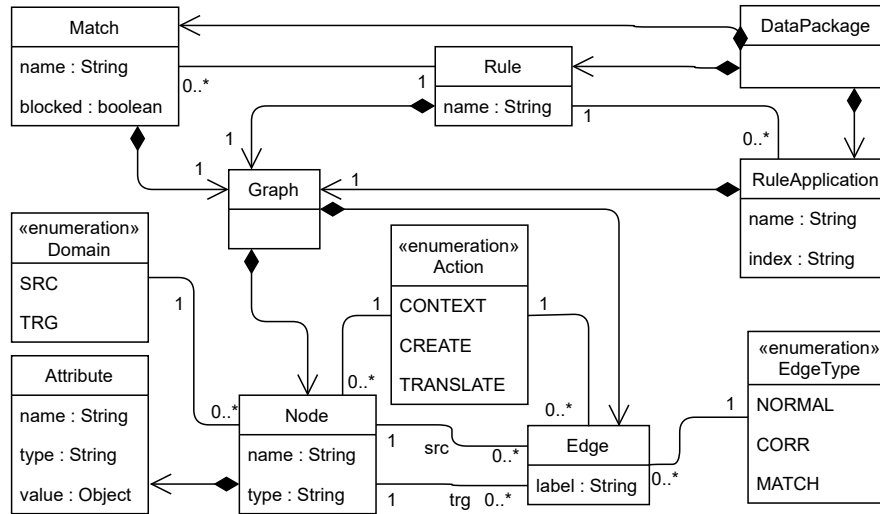 Match
name : String
blocked : boolean
0..*
1
Rule
name : String
DataPackage
1
1
0..*
1
Graph
1
1
RuleApplication
name : String
index : String
«enumeration»
Domain
SRC
TRG
1
0..*
«enumeration»
Action
CONTEXT
CREATE
TRANSLATE
1
1
0..*
0..*
«enumeration»
EdgeType
NORMAL
CORR
MATCH
1
0..*
Attribute
name : String
type : String
value : Object
Node
name : String
type : String
1
src
0..*
1
trg
0..*
Edge
label : String